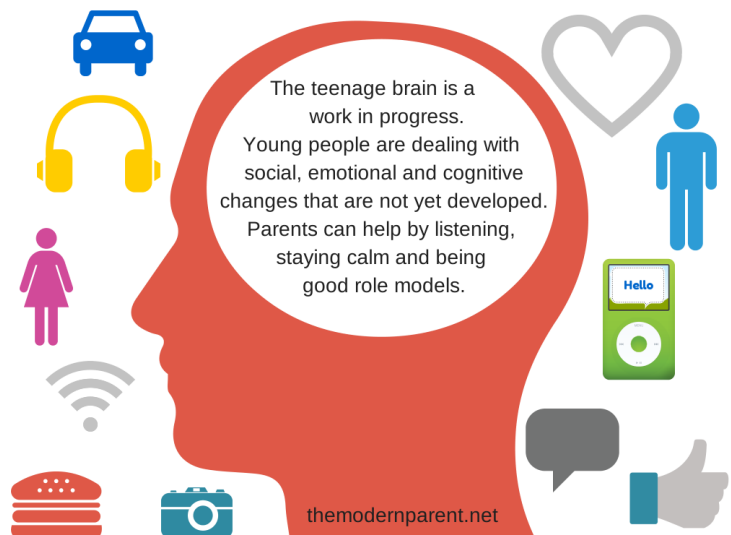 The teenage brain is a
work in progress.
Young people are dealing with
social, emotional and cognitive
changes that are not yet developed.
Parents can help by listening,
staying calm and being
good role models.
Hello
themodernparent.net